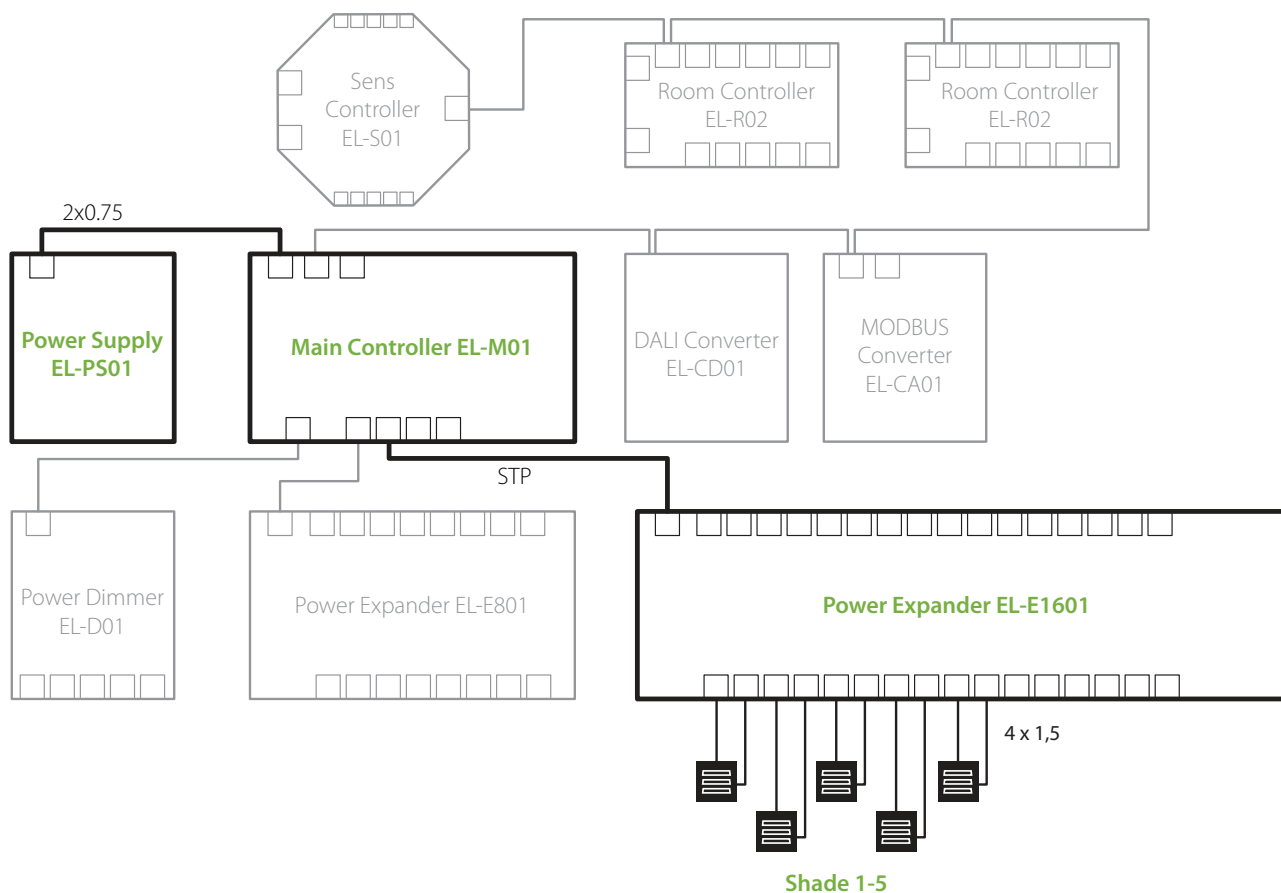 Sens
Controller
EL-S01
Room Controller
EL-R02
Room Controller
EL-R02
2x0.75
Power Supply
EL-PS01
Main Controller EL-M01
DALI Converter
EL-CD01
MODBUS
Converter
EL-CA01
STP
Power Dimmer
EL-D01
Power Expander EL-E801
Power Expander EL-E1601
4 x 1,5
Shade 1-5